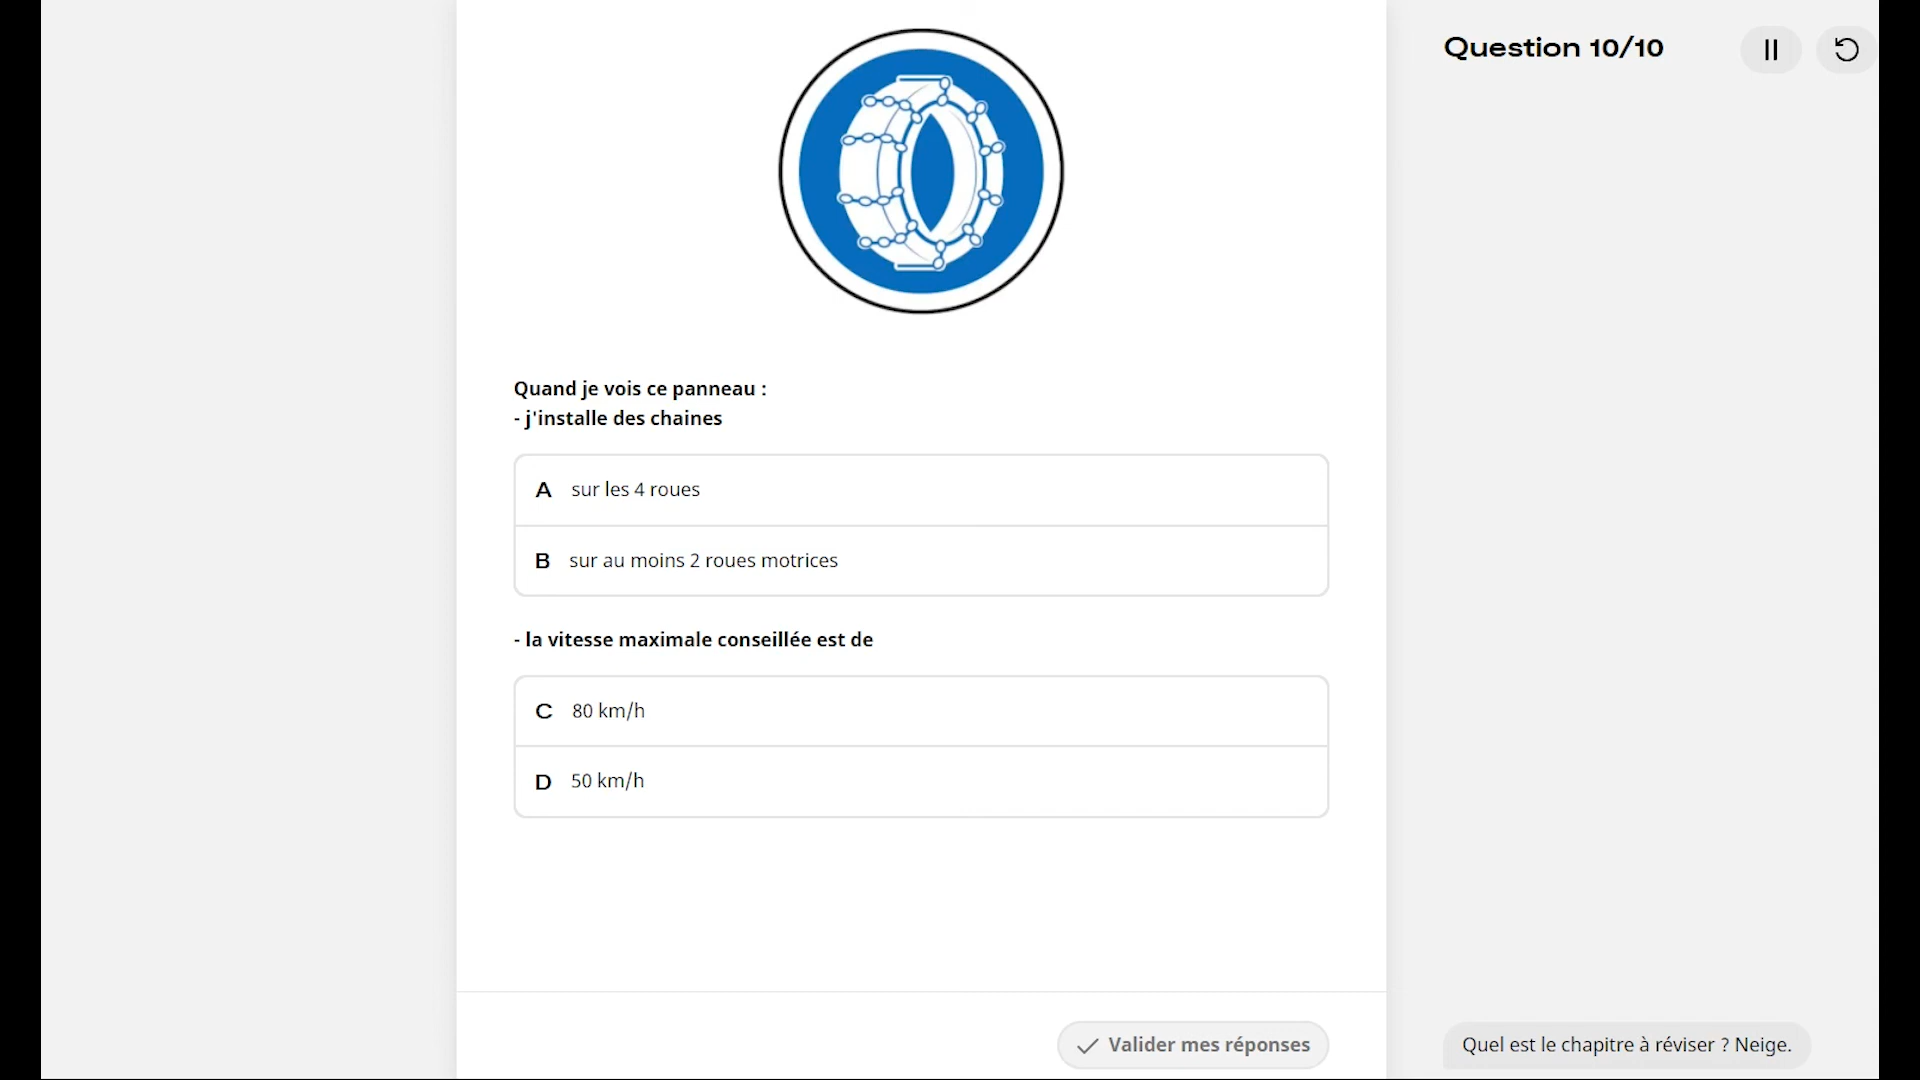 Question 10/10
Quand je vois ce panneau :
- j'installe des chaines
A sur les 4 roues
B sur au moins 2 roues motrices
- la vitesse maximale conseillée est de
C 80 km/h
D 50 km/h
Valider mes réponses
Quel est le chapitre à réviser ? Neige.